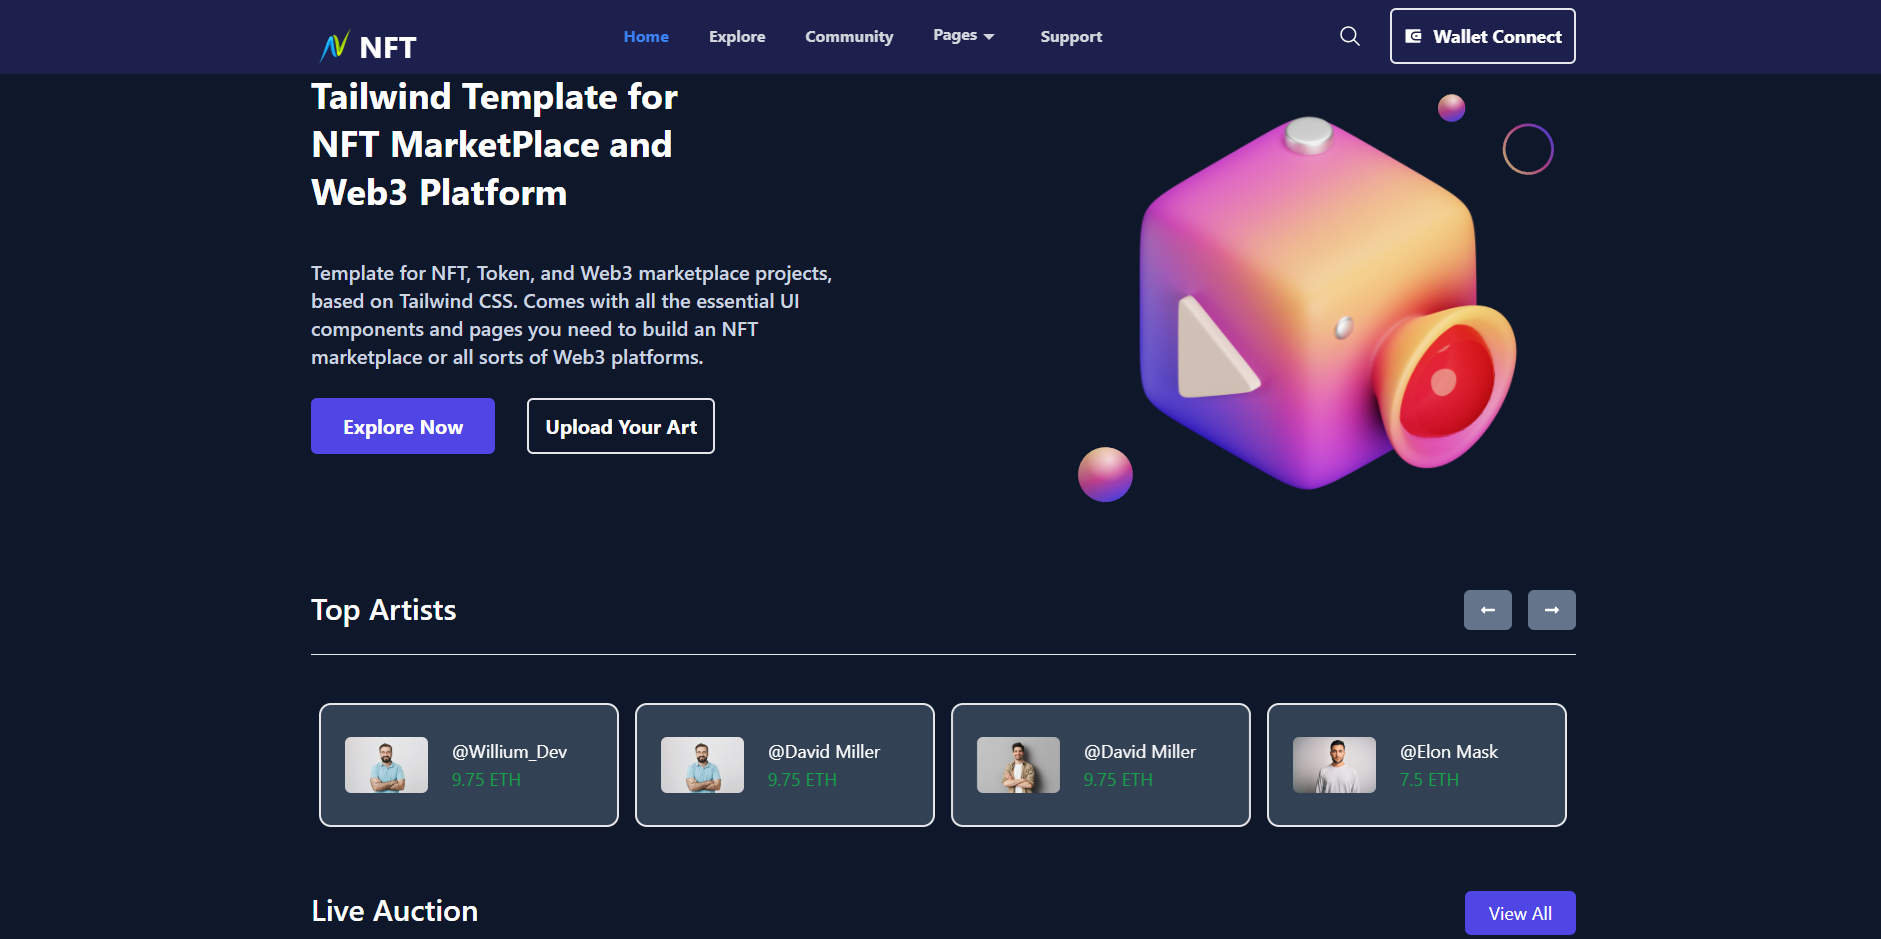 NFT
Home
Explore
Community
Pages
Support
Wallet Connect
Tailwind Template for
NFT MarketPlace and
Web3 Platform
Template for NFT, Token, and Web3 marketplace projects,
based on Tailwind CSS. Comes with all the essential UI
components and pages you need to build an NFT
marketplace or all sorts of Web3 platforms.
Explore Now
Upload Your Art
Top Artists
@Willium_Dev
9.75 ETH
@David Miller
9.75 ETH
@David Miller
9.75 ETH
@Elon Mask
7.5 ETH
Live Auction
View All